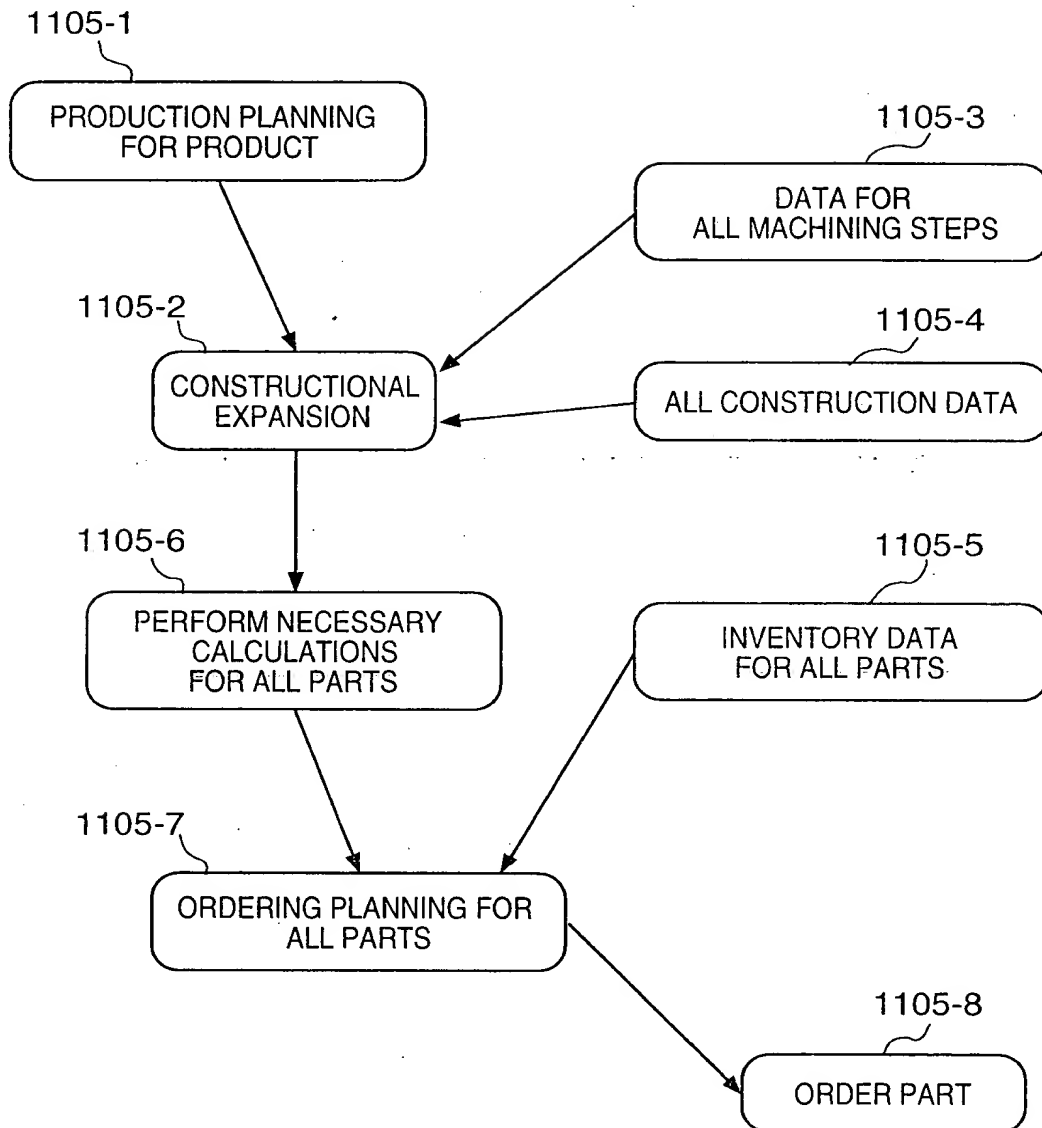 1105-1
PRODUCTION PLANNING
FOR PRODUCT
1105-3
DATA FOR
ALL MACHINING STEPS
1105-2
CONSTRUCTIONAL
EXPANSION
1105-4
ALL CONSTRUCTION DATA
1105-6
PERFORM NECESSARY
CALCULATIONS
FOR ALL PARTS
1105-5
INVENTORY DATA
FOR ALL PARTS
1105-7
ORDERING PLANNING FOR
ALL PARTS
1105-8
ORDER PART